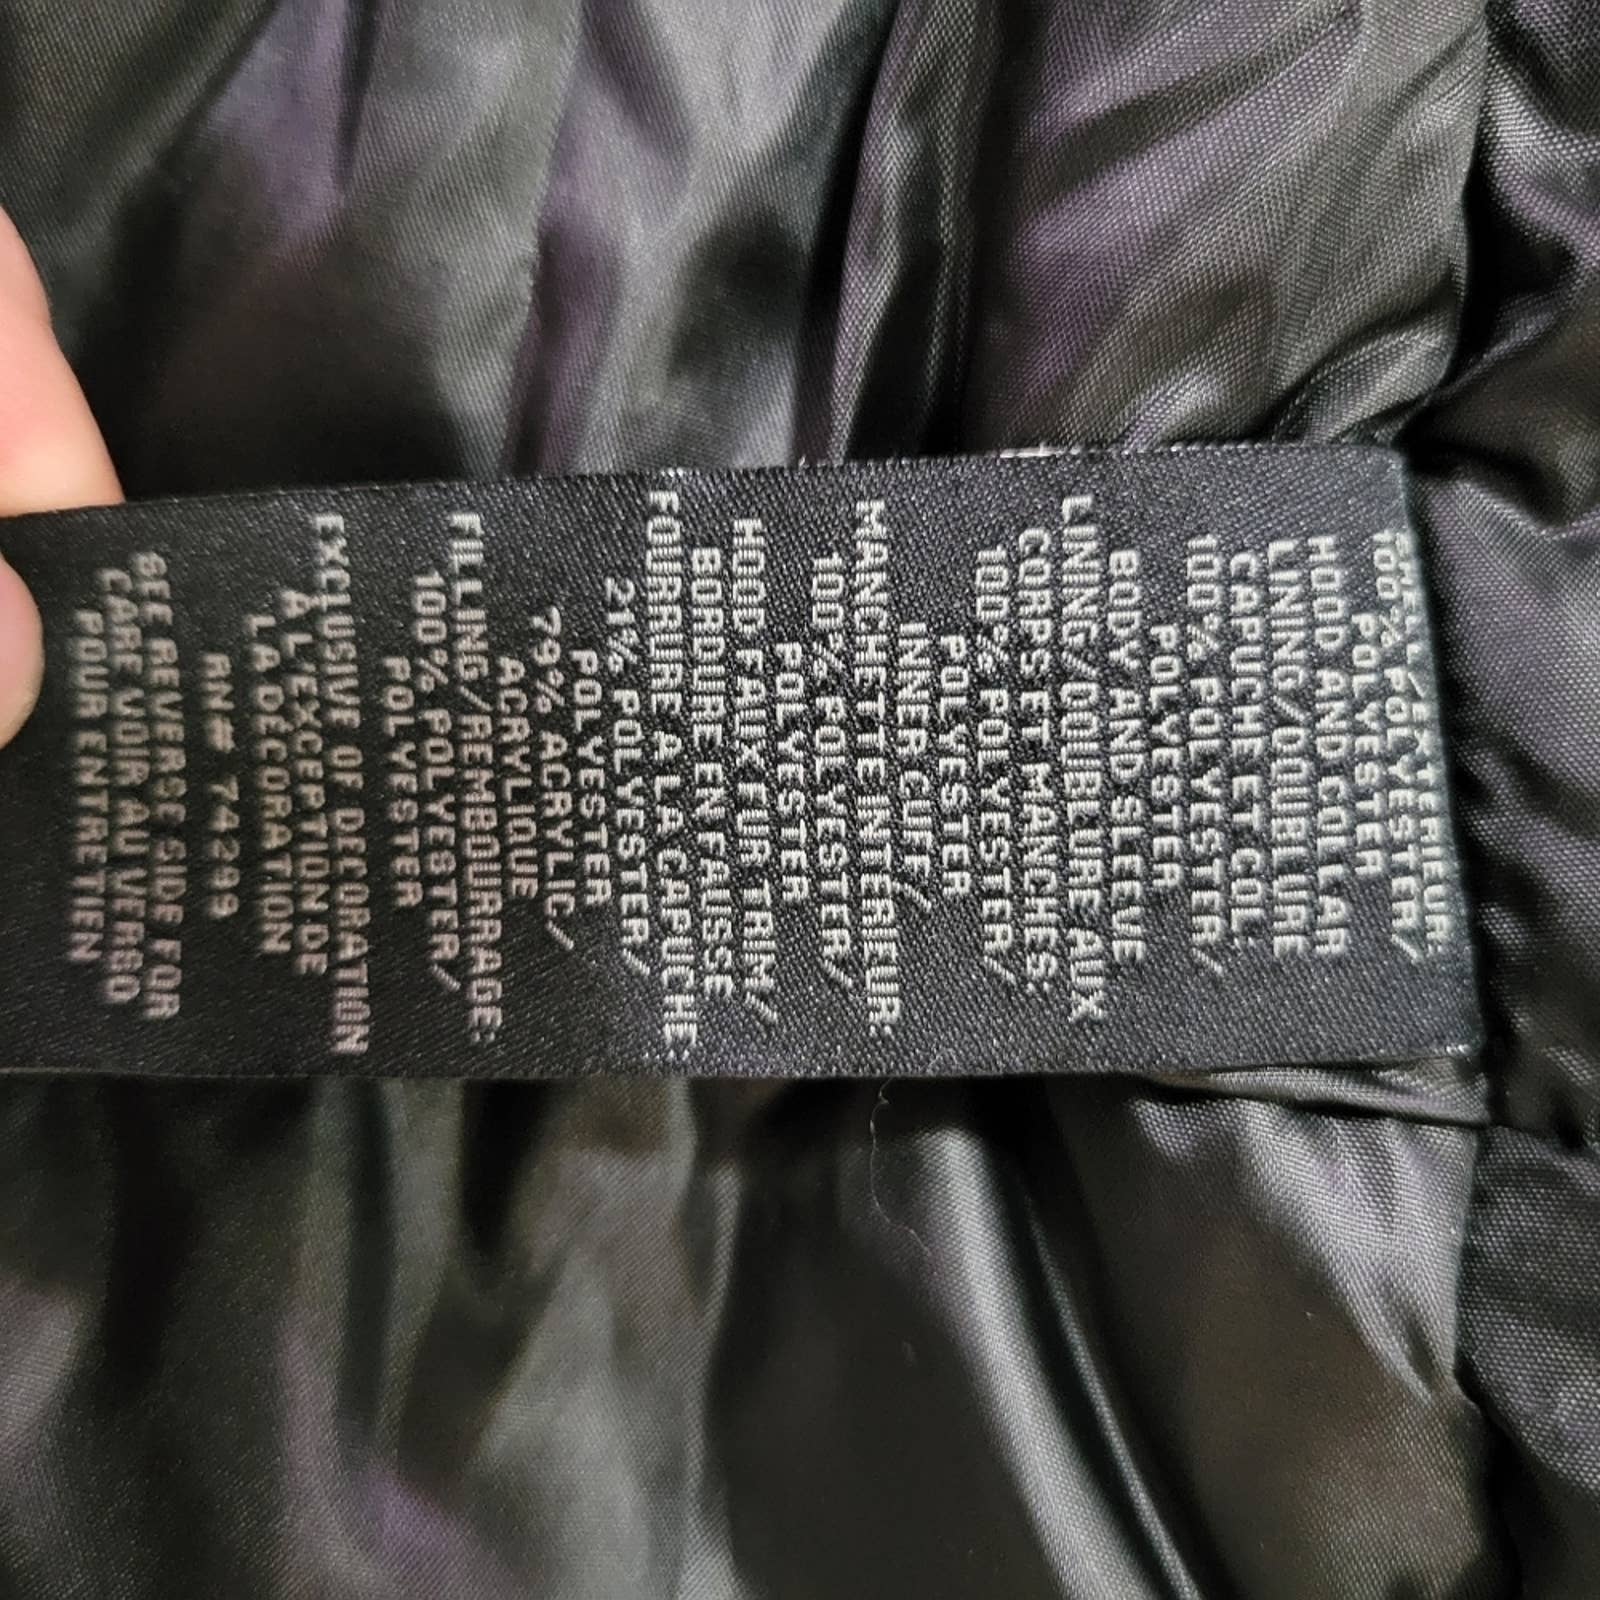 SHELL/EXTERIEUR:
100% POLYESTER/
POLYESTER
HOOD AND COLLAR
LINING/DOUBLURE
CAPUCHE ET COL:
100% POLYESTER/
POLYESTER
BODY AND SLEEVE
LINING/DOUBLURE AUX
CORPS ET MANCHES:
100% POLYESTER/
POLYESTER
INNER CUFF/
MANCHETTE INTERIEUR:
100% POLYESTER/
POLYESTER
HOOD FAUX FUR TRIM/
BORDURE EN FAUSSE
FOURRURE A LA CAPUCHE:
21% POLYESTER/
POLYESTER
79% ACRYLIC/
ACRYLIQUE
FILLING/REMBOURRAGE:
100% POLYESTER/
POLYESTER
EXCLUSIVE OF DECORATION
A L'EXCEPTION DE
LA DECORATION
RN# 74299
SEE REVERSE SIDE FOR
CARE VOIR AU VERSO
POUR ENTRETIEN